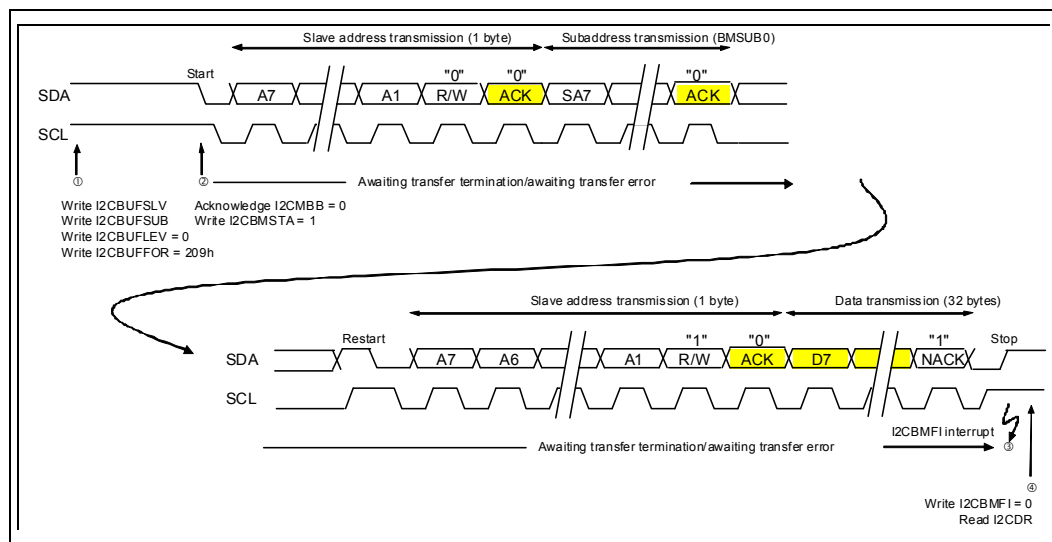 Slave address transmission (1 byte) Subaddress transmission (BMSUB0)
Start "0" "0" "0"
SDA A7 A1 R/W ACK SA7 ACK
SCL
① ② Awaiting transfer termination/awaiting transfer error
Write I2CBUFSLV Acknowledge I2CMBB = 0
Write I2CBUFSUB Write I2CBMSTA = 1
Write I2CBUFLEV = 0
Write I2CBUFFOR = 209h
Slave address transmission (1 byte) Data transmission (32 bytes)
Restart "1" "0" "1" Stop
SDA A7 A6 A1 R/W ACK D7 NACK
SCL
I2CBMFI interrupt
Awaiting transfer termination/awaiting transfer error ③
④
Write I2CBMFI = 0
Read I2CDR